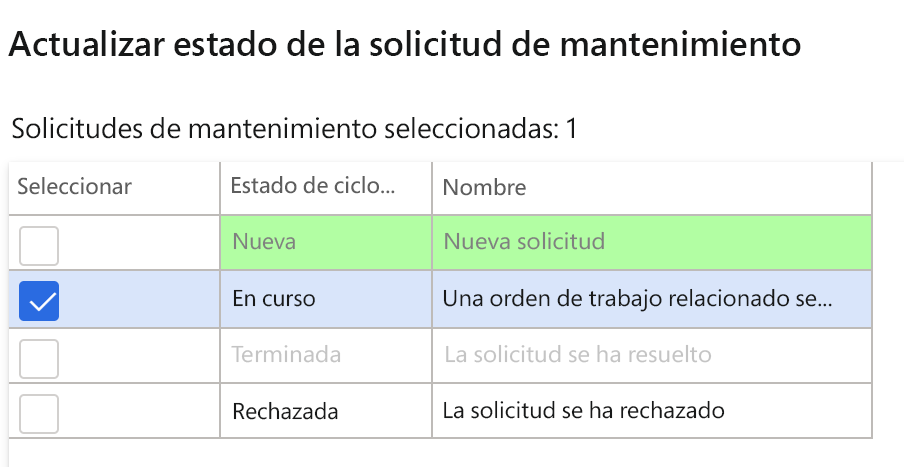 Actualizar estado de la solicitud de mantenimiento
Solicitudes de mantenimiento seleccionadas: 1
Seleccionar Estado de ciclo... Nombre
Nueva Nueva solicitud
En curso Una orden de trabajo relacionado se...
Terminada La solicitud se ha resuelto
Rechazada La solicitud se ha rechazado